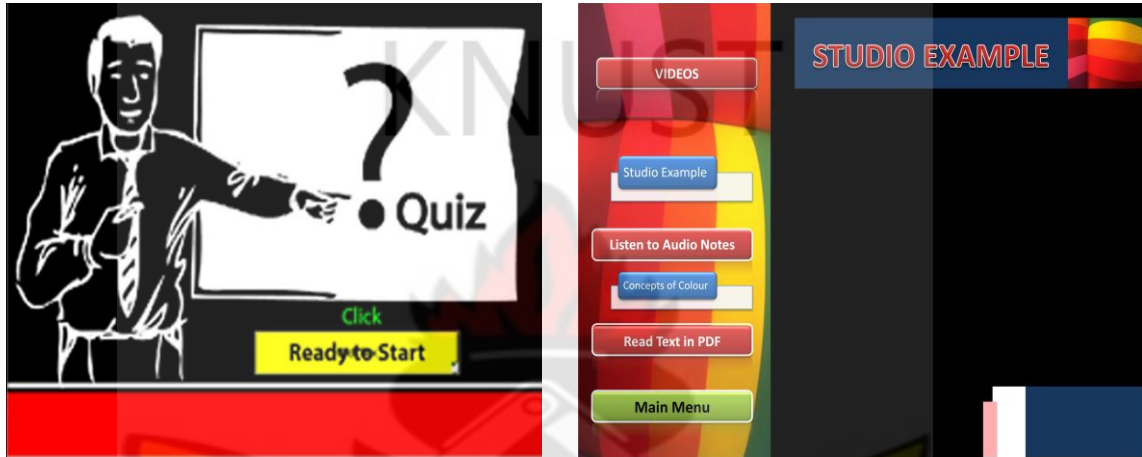 KNUST
?
Quiz
Click
Ready to Start
STUDIO EXAMPLE
VIDEOS
Studio Example
Listen to Audio Notes
Concepts of Colour
Read Text in PDF
Main Menu